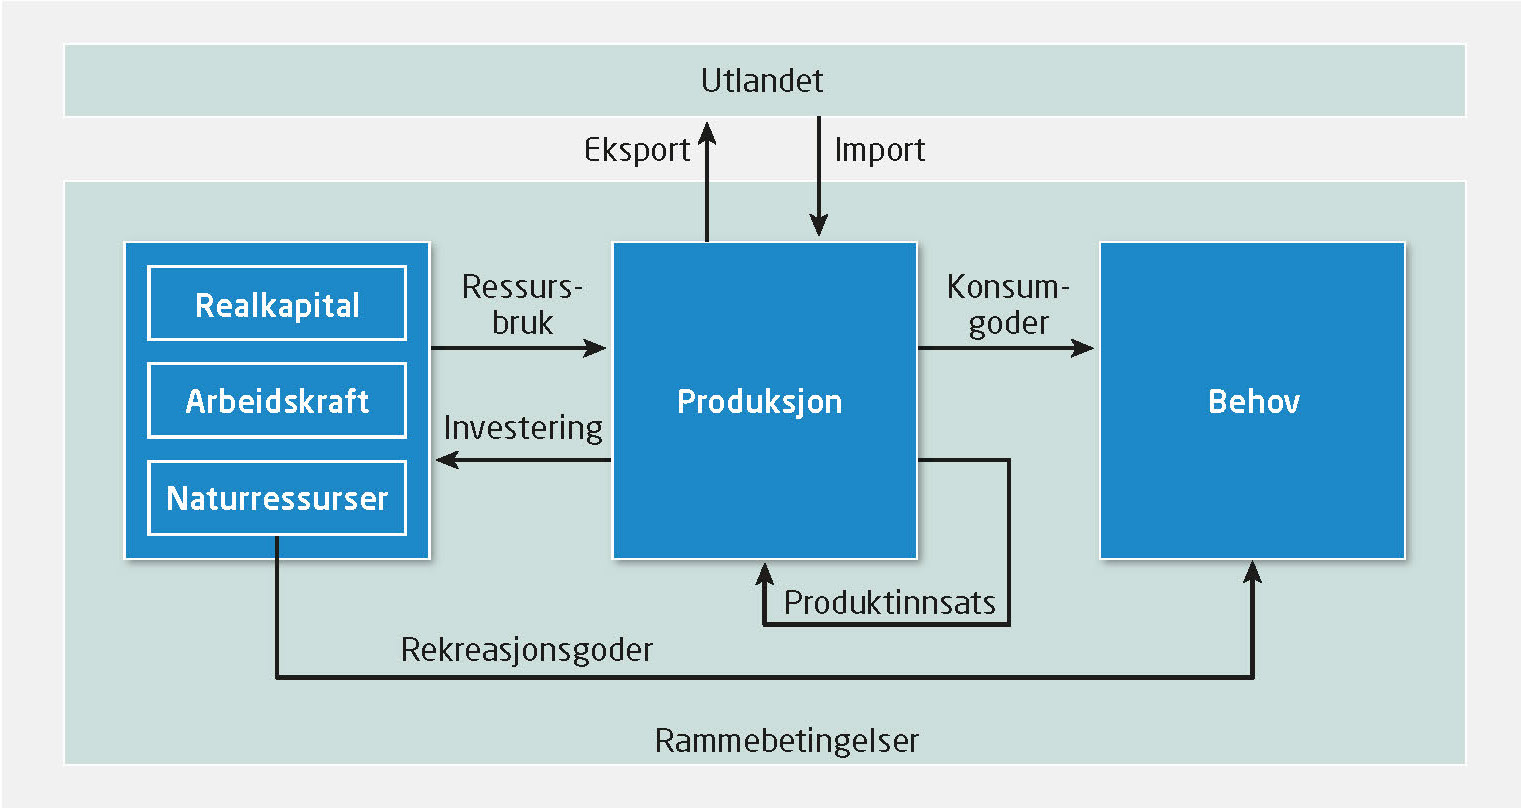 Utlandet
Eksport
Import
Realkapital
Arbeidskraft
Naturressurser
Ressurs-
bruk
Investering
Produksjon
Konsum-
goder
Behov
Produktinnsats
Rekreasjonsgoder
Rammebetingelser